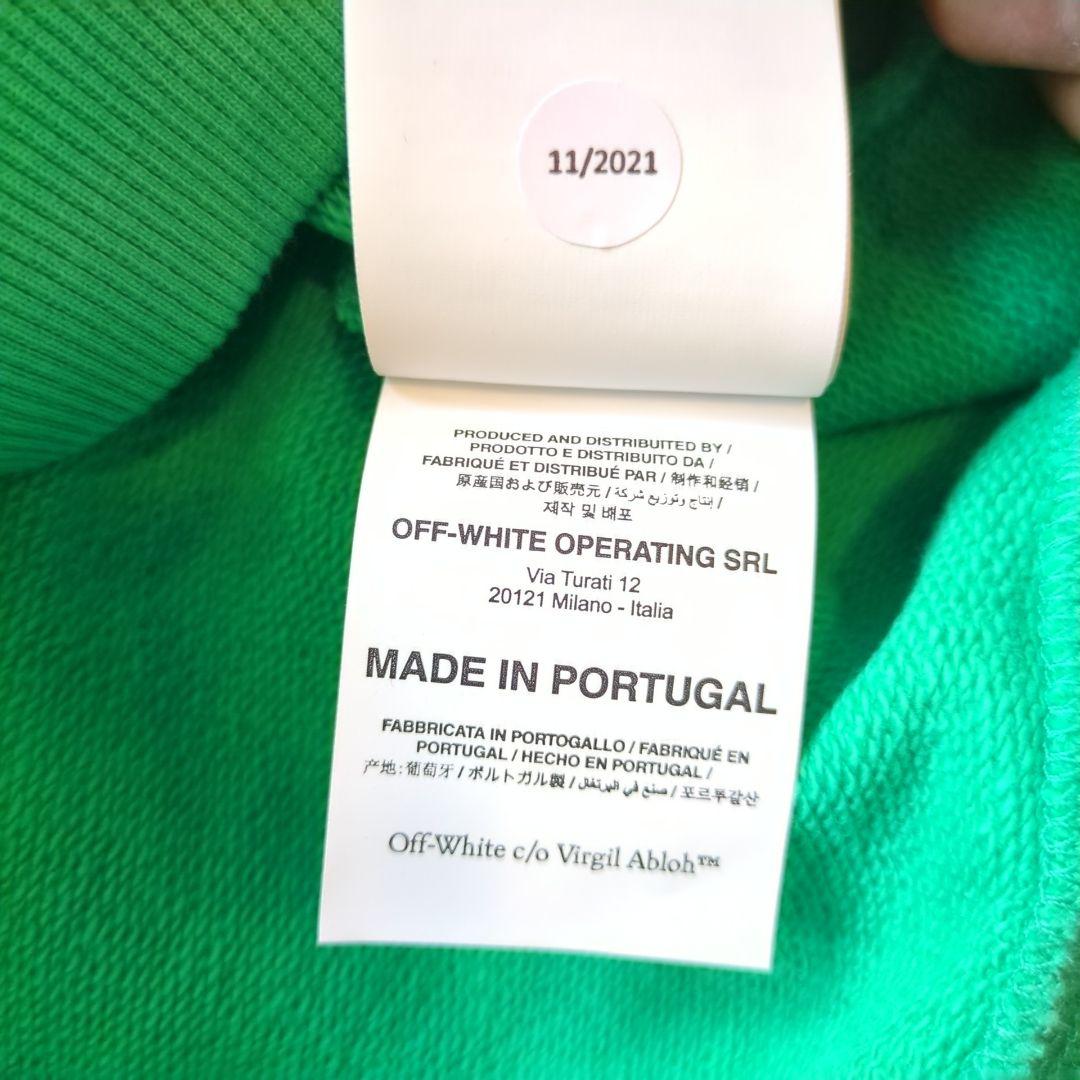 11/2021
PRODUCED AND DISTRIBUITED BY /
PRODOTTO E DISTRIBUITO DA /
FABRIQUÉ ET DISTRIBUÉ PAR / 制作和经销 /
原産国および販売元 / إنتاج وتوزيع شركة /
제작 및 배포
OFF-WHITE OPERATING SRL
Via Turati 12
20121 Milano - Italia
MADE IN PORTUGAL
FABBRICATA IN PORTOGALLO / FABRIQUÉ EN
PORTUGAL / HECHO EN PORTUGAL /
产地:葡萄牙 / ポルトガル製 / صنع في البرتغال / 포르투갈산
Off-White c/o Virgil Abloh™